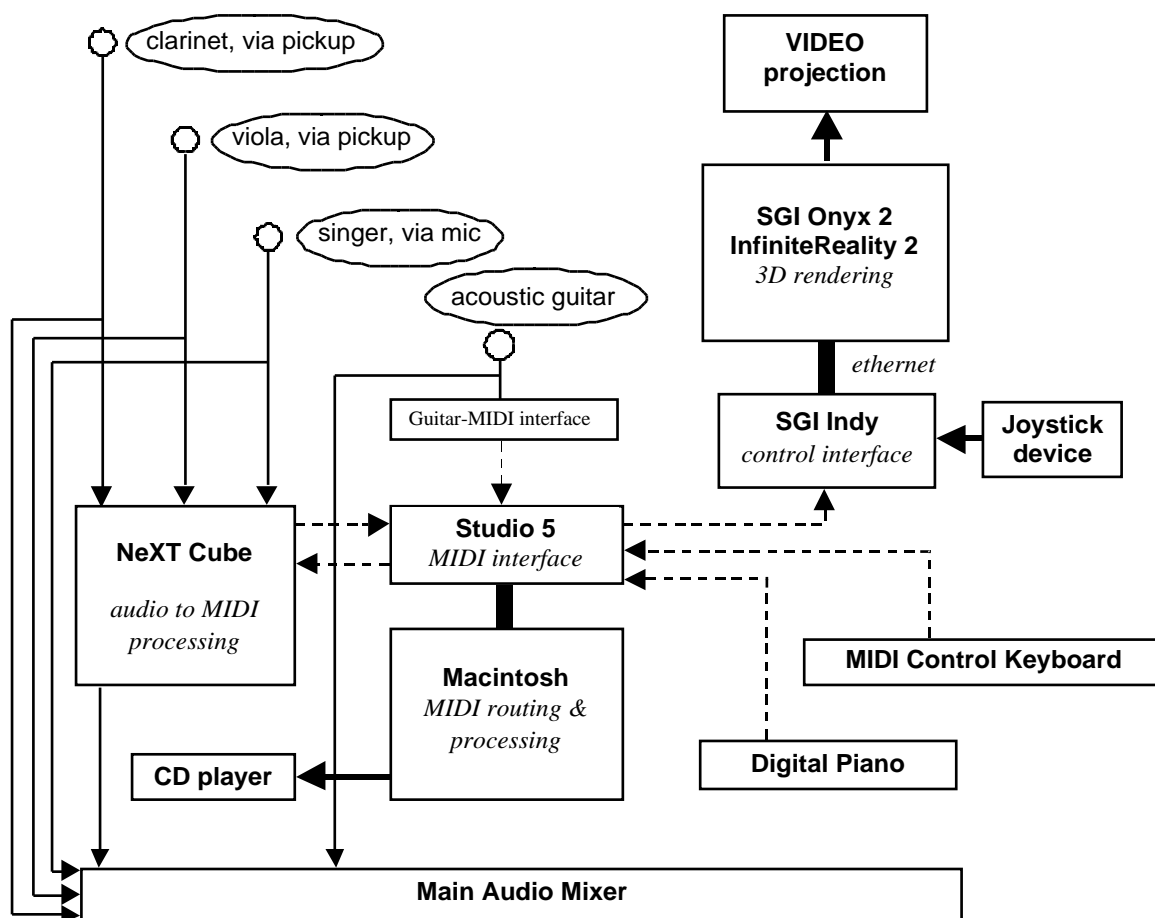 clarinet, via pickup
VIDEO
projection
viola, via pickup
singer, via mic
SGI Onyx 2
InfiniteReality 2
3D rendering
acoustic guitar
ethernet
Guitar-MIDI interface
SGI Indy
control interface
Joystick
device
NeXT Cube
audio to MIDI
processing
Studio 5
MIDI interface
Macintosh
MIDI routing &
processing
MIDI Control Keyboard
CD player
Digital Piano
Main Audio Mixer